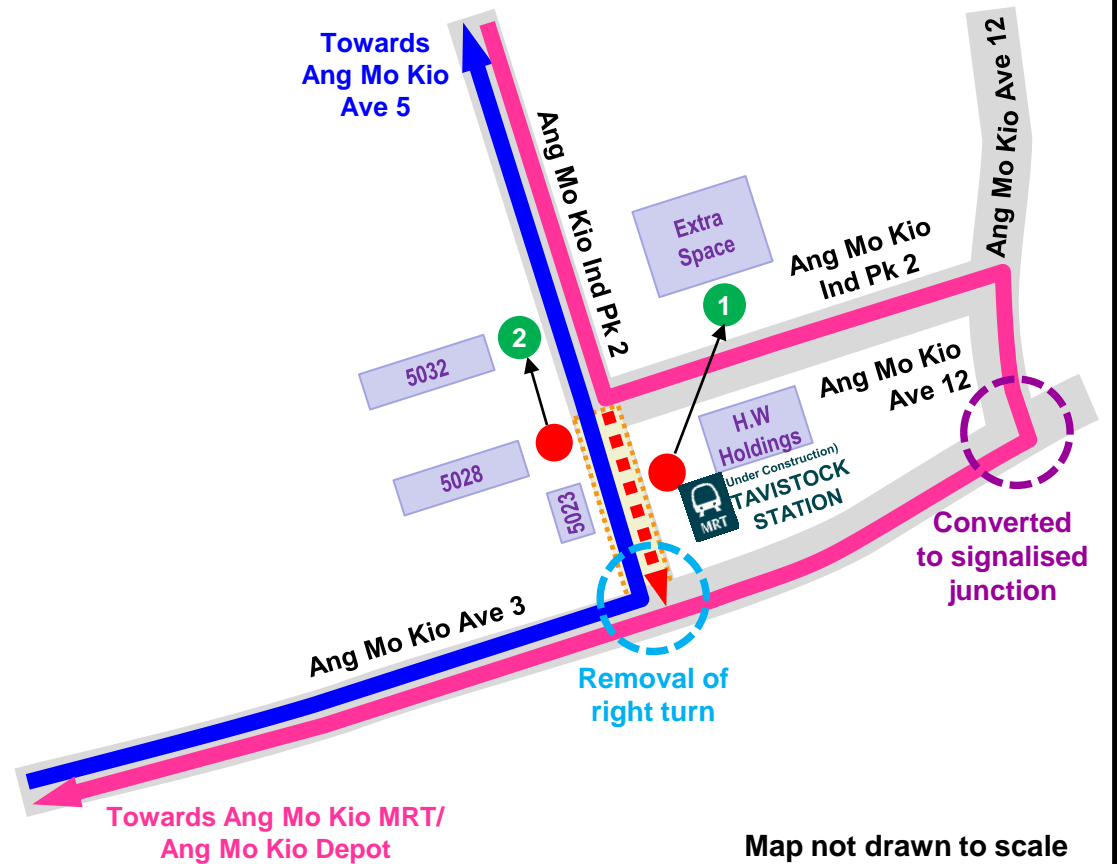 Towards
Ang Mo Kio
Ave 5
Ang Mo Kio Ind Pk 2
Ang Mo Kio Ave 12
Extra
Space
Ang Mo Kio
Ind Pk 2
1
2
5032
Ang Mo Kio
Ave 12
H.W
Holdings
5028
5023
(Under Construction)
TAVISTOCK
STATION
MRT
Converted
to signalised
junction
Ang Mo Kio Ave 3
Removal of
right turn
Towards Ang Mo Kio MRT/
Ang Mo Kio Depot
Map not drawn to scale